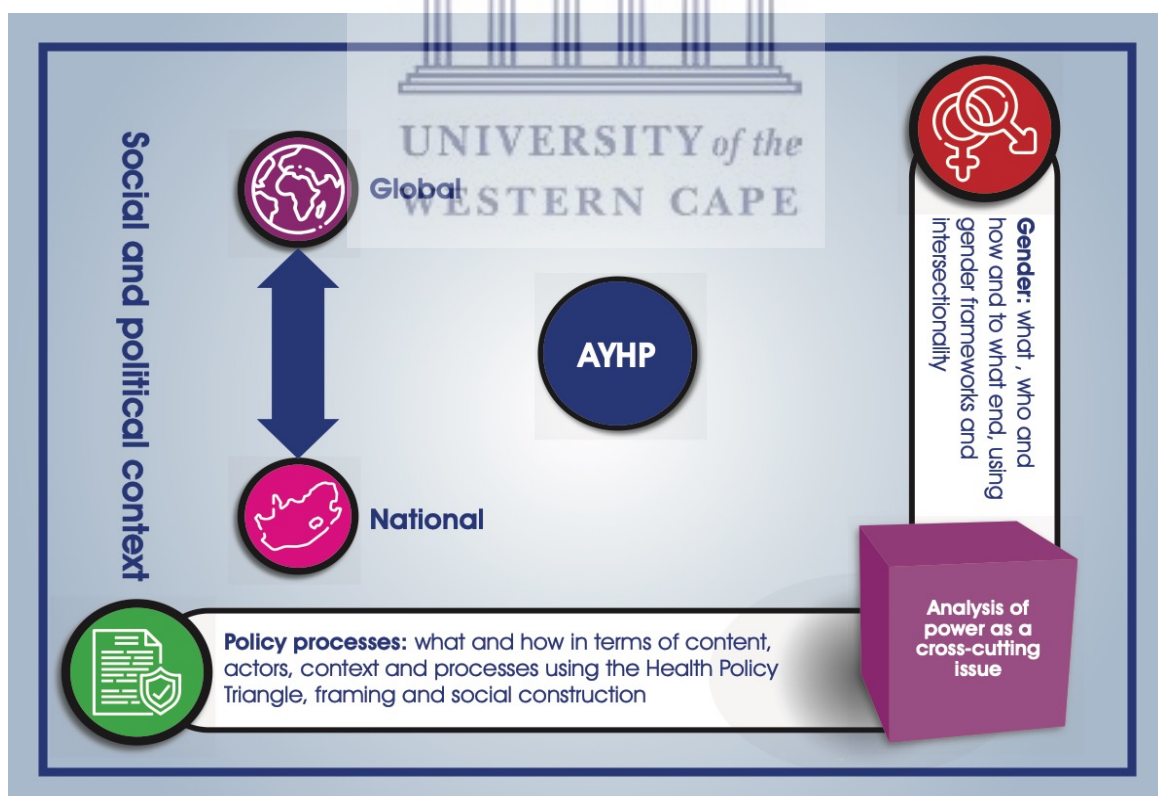 UNIVERSITY of the
WESTERN CAPE
Social and political context
Global
National
AYHP
Gender: what , who and
how and to what end, using
gender frameworks and
intersectionality
Policy processes: what and how in terms of content,
actors, context and processes using the Health Policy
Triangle, framing and social construction
Analysis of
power as a
cross-cutting
issue